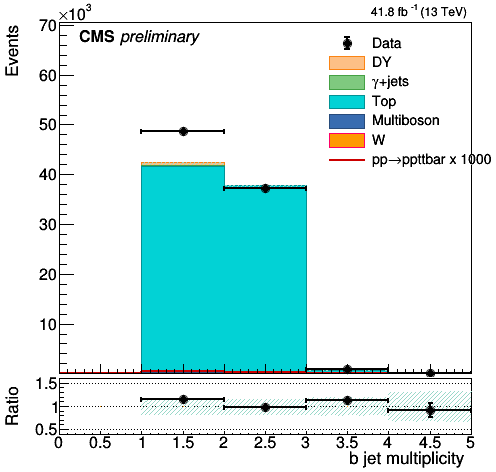 ×10³
41.8 fb⁻¹ (13 TeV)
CMS preliminary
Events
70
60
50
40
30
20
10
Data
DY
γ+jets
Top
Multiboson
W
pp→ppttbar x 1000
Ratio
1.5
1
0.5
0 0.5 1 1.5 2 2.5 3 3.5 4 4.5 5
b jet multiplicity